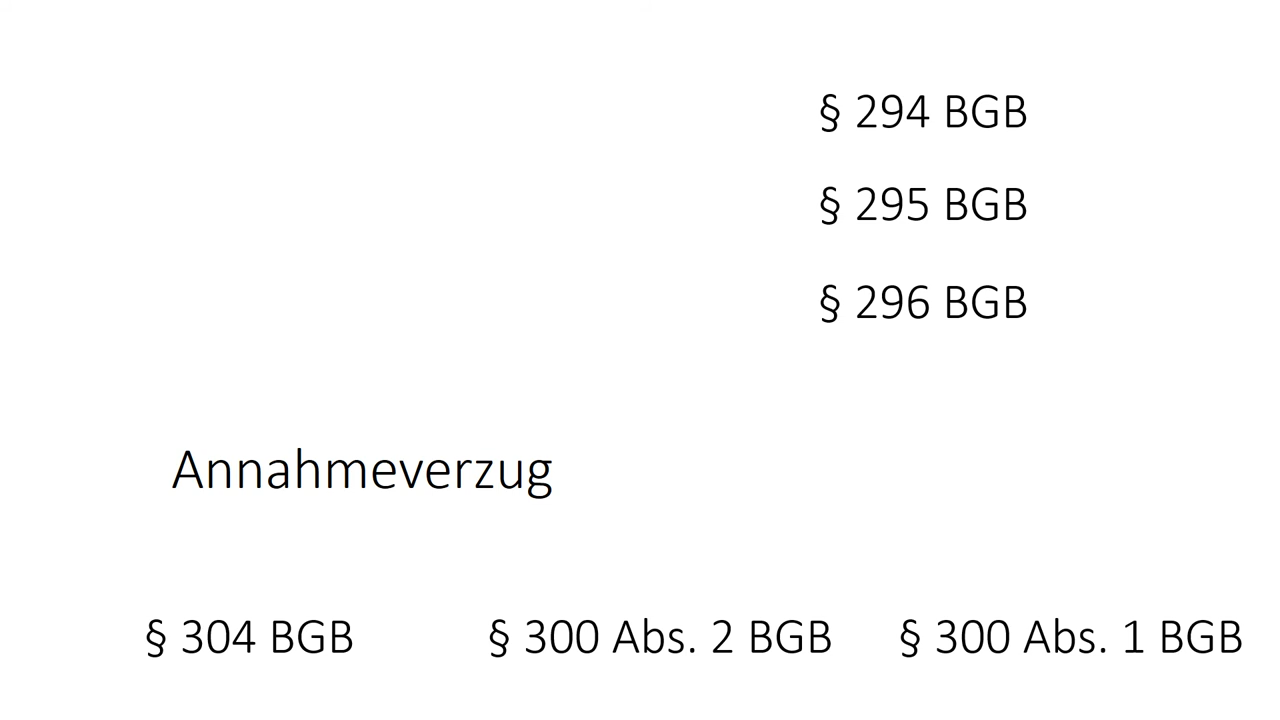 § 294 BGB
§ 295 BGB
§ 296 BGB
Annahmeverzug
§ 304 BGB
§ 300 Abs. 2 BGB
§ 300 Abs. 1 BGB